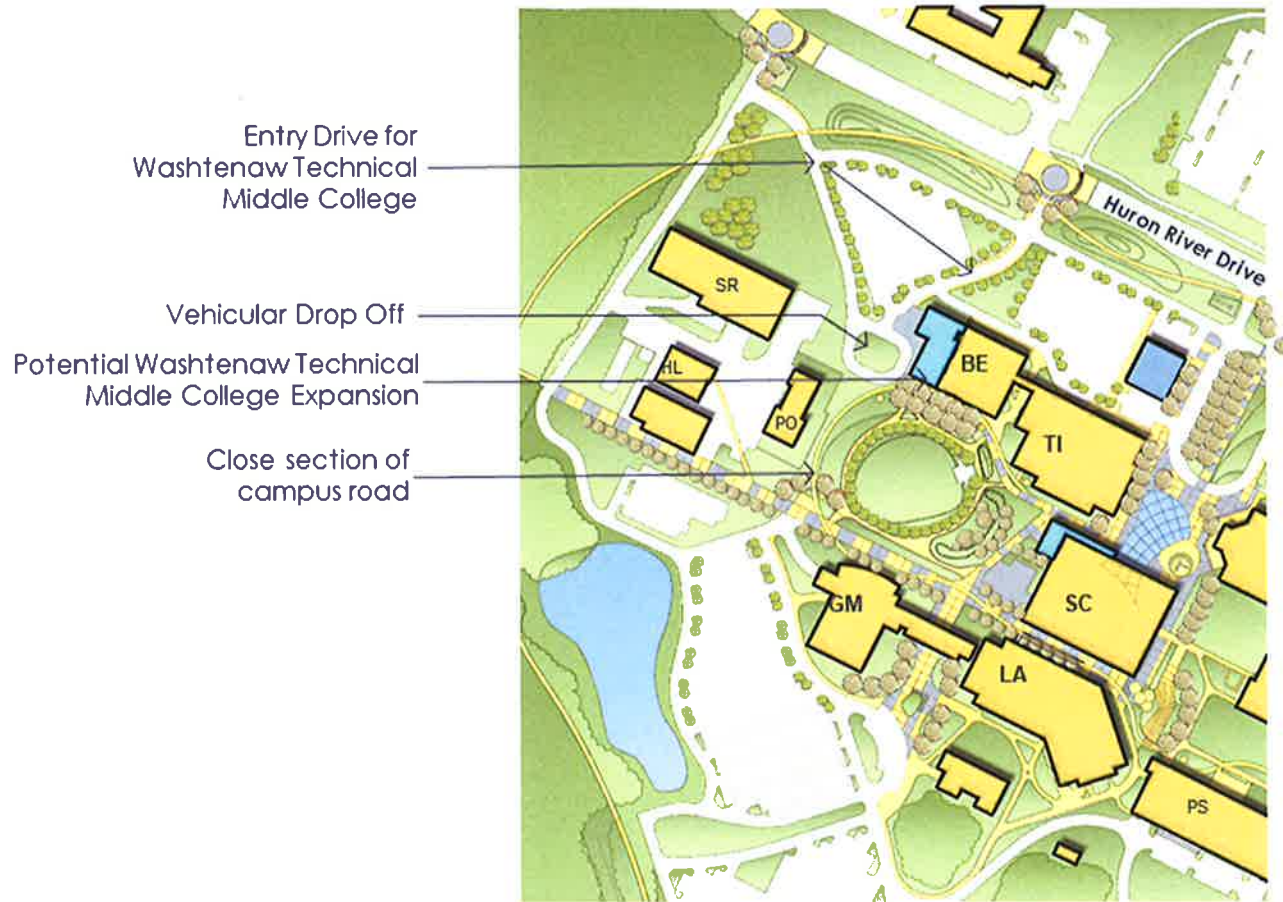 Entry Drive for
Washtenaw Technical
Middle College
Vehicular Drop Off
Potential Washtenaw Technical
Middle College Expansion
Close section of
campus road
Huron River Drive
SR
HL
PO
BE
TI
GM
SC
LA
PS